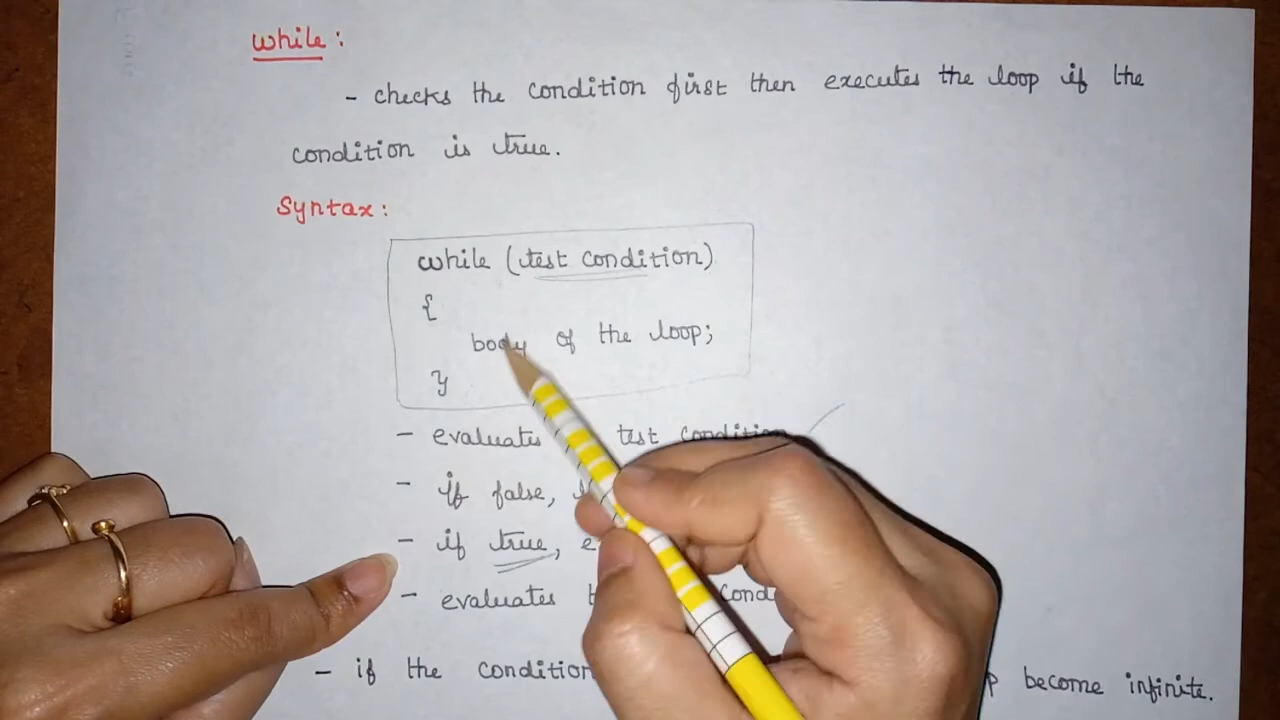 while:
- checks the condition first then executes the loop if the
condition is true.
Syntax:
while (test condition)
{
body of the loop;
}
- evaluates test condition
- if false,
- if true,
- evaluates
- if the condition become infinite.